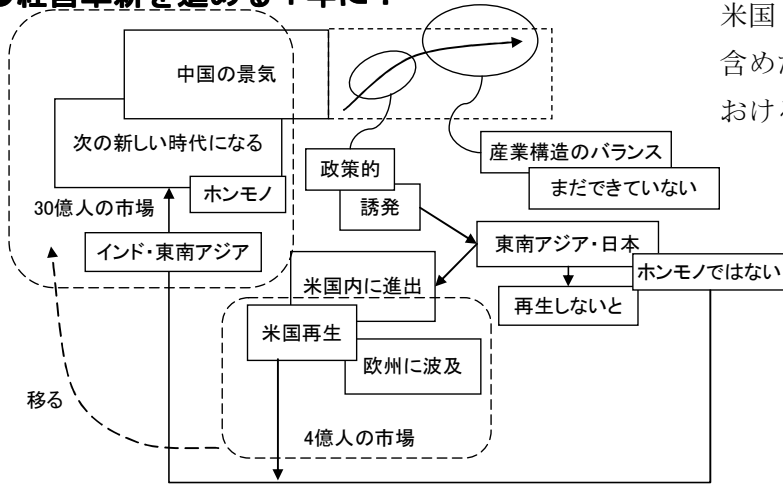 経営革新を進める1年に!
米国
含めた
おける
中国の景気
次の新しい時代になる
ホンモノ
30億人の市場
インド・東南アジア
政策的
誘発
産業構造のバランス
まだできていない
東南アジア・日本
ホンモノではない
再生しないと
米国内に進出
米国再生
欧州に波及
移る
4億人の市場